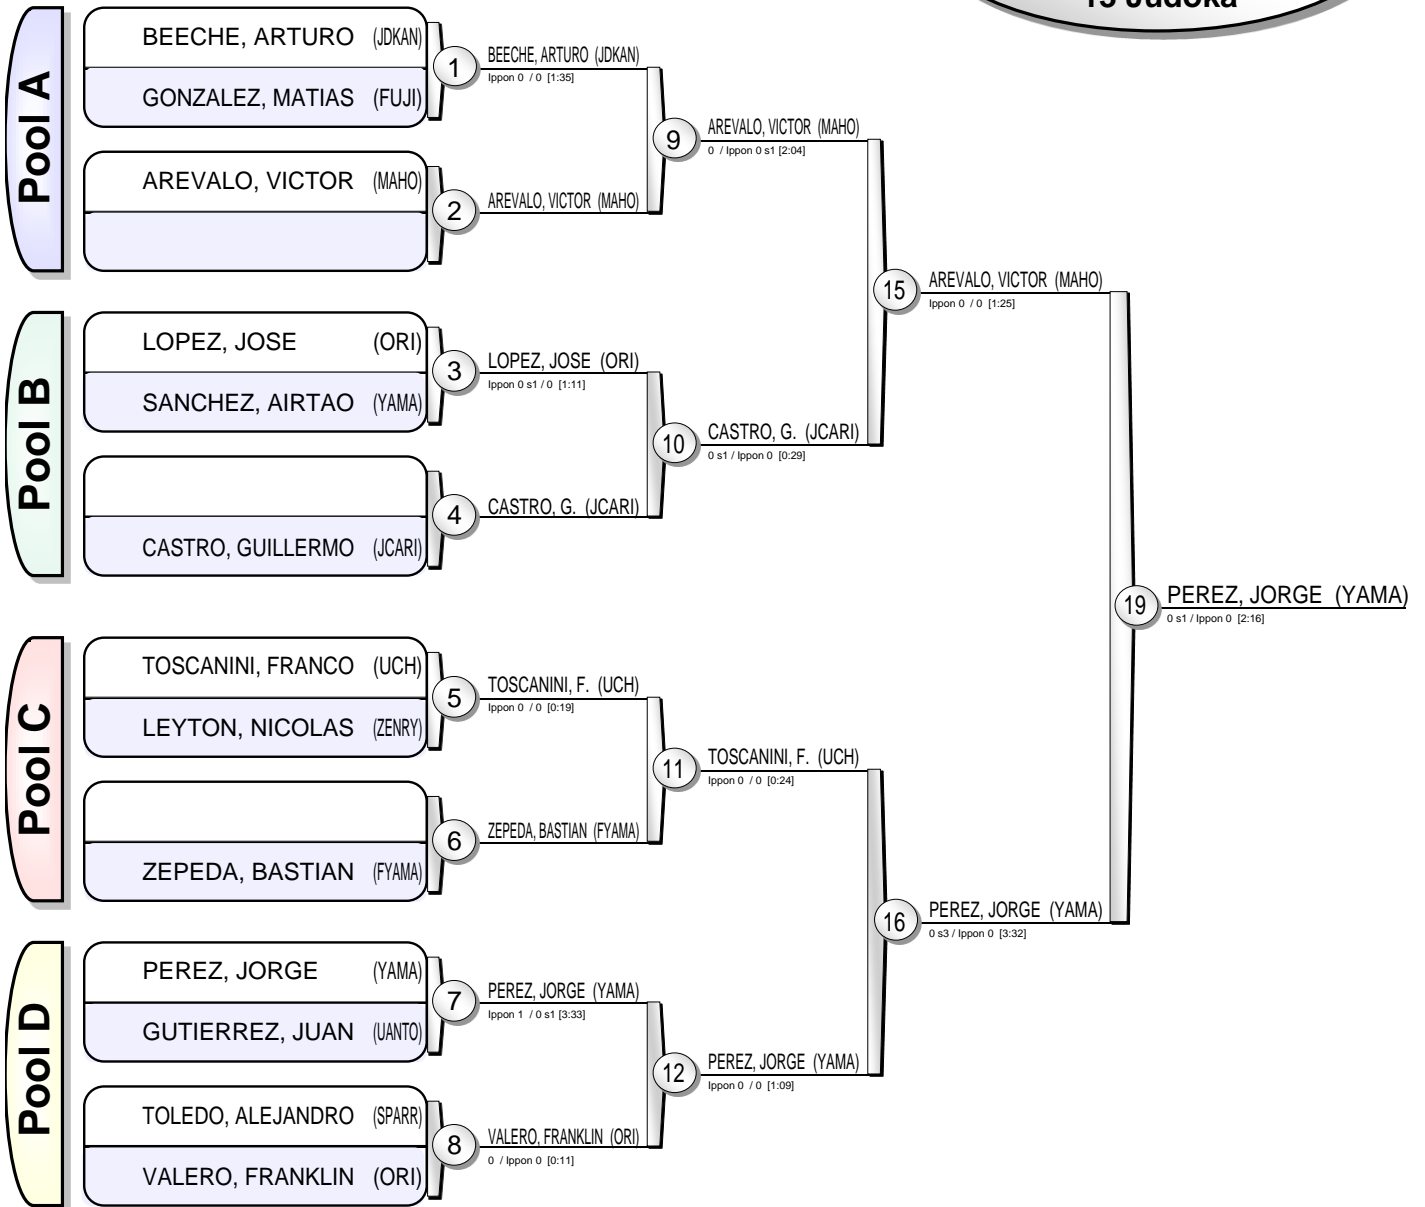 13 Judoka
Pool A
BEECHE, ARTURO (JDKAN)
GONZALEZ, MATIAS (FUJI)
1
BEECHE, ARTURO (JDKAN)
Ippon 0 / 0 [1:35]
AREVALO, VICTOR (MAHO)
2
AREVALO, VICTOR (MAHO)
9
AREVALO, VICTOR (MAHO)
0 / Ippon 0 s1 [2:04]
Pool B
LOPEZ, JOSE (ORI)
SANCHEZ, AIRTAO (YAMA)
3
LOPEZ, JOSE (ORI)
Ippon 0 s1 / 0 [1:11]
CASTRO, GUILLERMO (JCARI)
4
CASTRO, G. (JCARI)
10
CASTRO, G. (JCARI)
0 s1 / Ippon 0 [0:29]
15
AREVALO, VICTOR (MAHO)
Ippon 0 / 0 [1:25]
Pool C
TOSCANINI, FRANCO (UCH)
LEYTON, NICOLAS (ZENRY)
5
TOSCANINI, F. (UCH)
Ippon 0 / 0 [0:19]
ZEPEDA, BASTIAN (FYAMA)
6
ZEPEDA, BASTIAN (FYAMA)
11
TOSCANINI, F. (UCH)
Ippon 0 / 0 [0:24]
Pool D
PEREZ, JORGE (YAMA)
GUTIERREZ, JUAN (UANTO)
7
PEREZ, JORGE (YAMA)
Ippon 1 / 0 s1 [3:33]
TOLEDO, ALEJANDRO (SPARR)
VALERO, FRANKLIN (ORI)
8
VALERO, FRANKLIN (ORI)
0 / Ippon 0 [0:11]
12
PEREZ, JORGE (YAMA)
Ippon 0 / 0 [1:09]
16
PEREZ, JORGE (YAMA)
0 s3 / Ippon 0 [3:32]
19
PEREZ, JORGE (YAMA)
0 s1 / Ippon 0 [2:16]